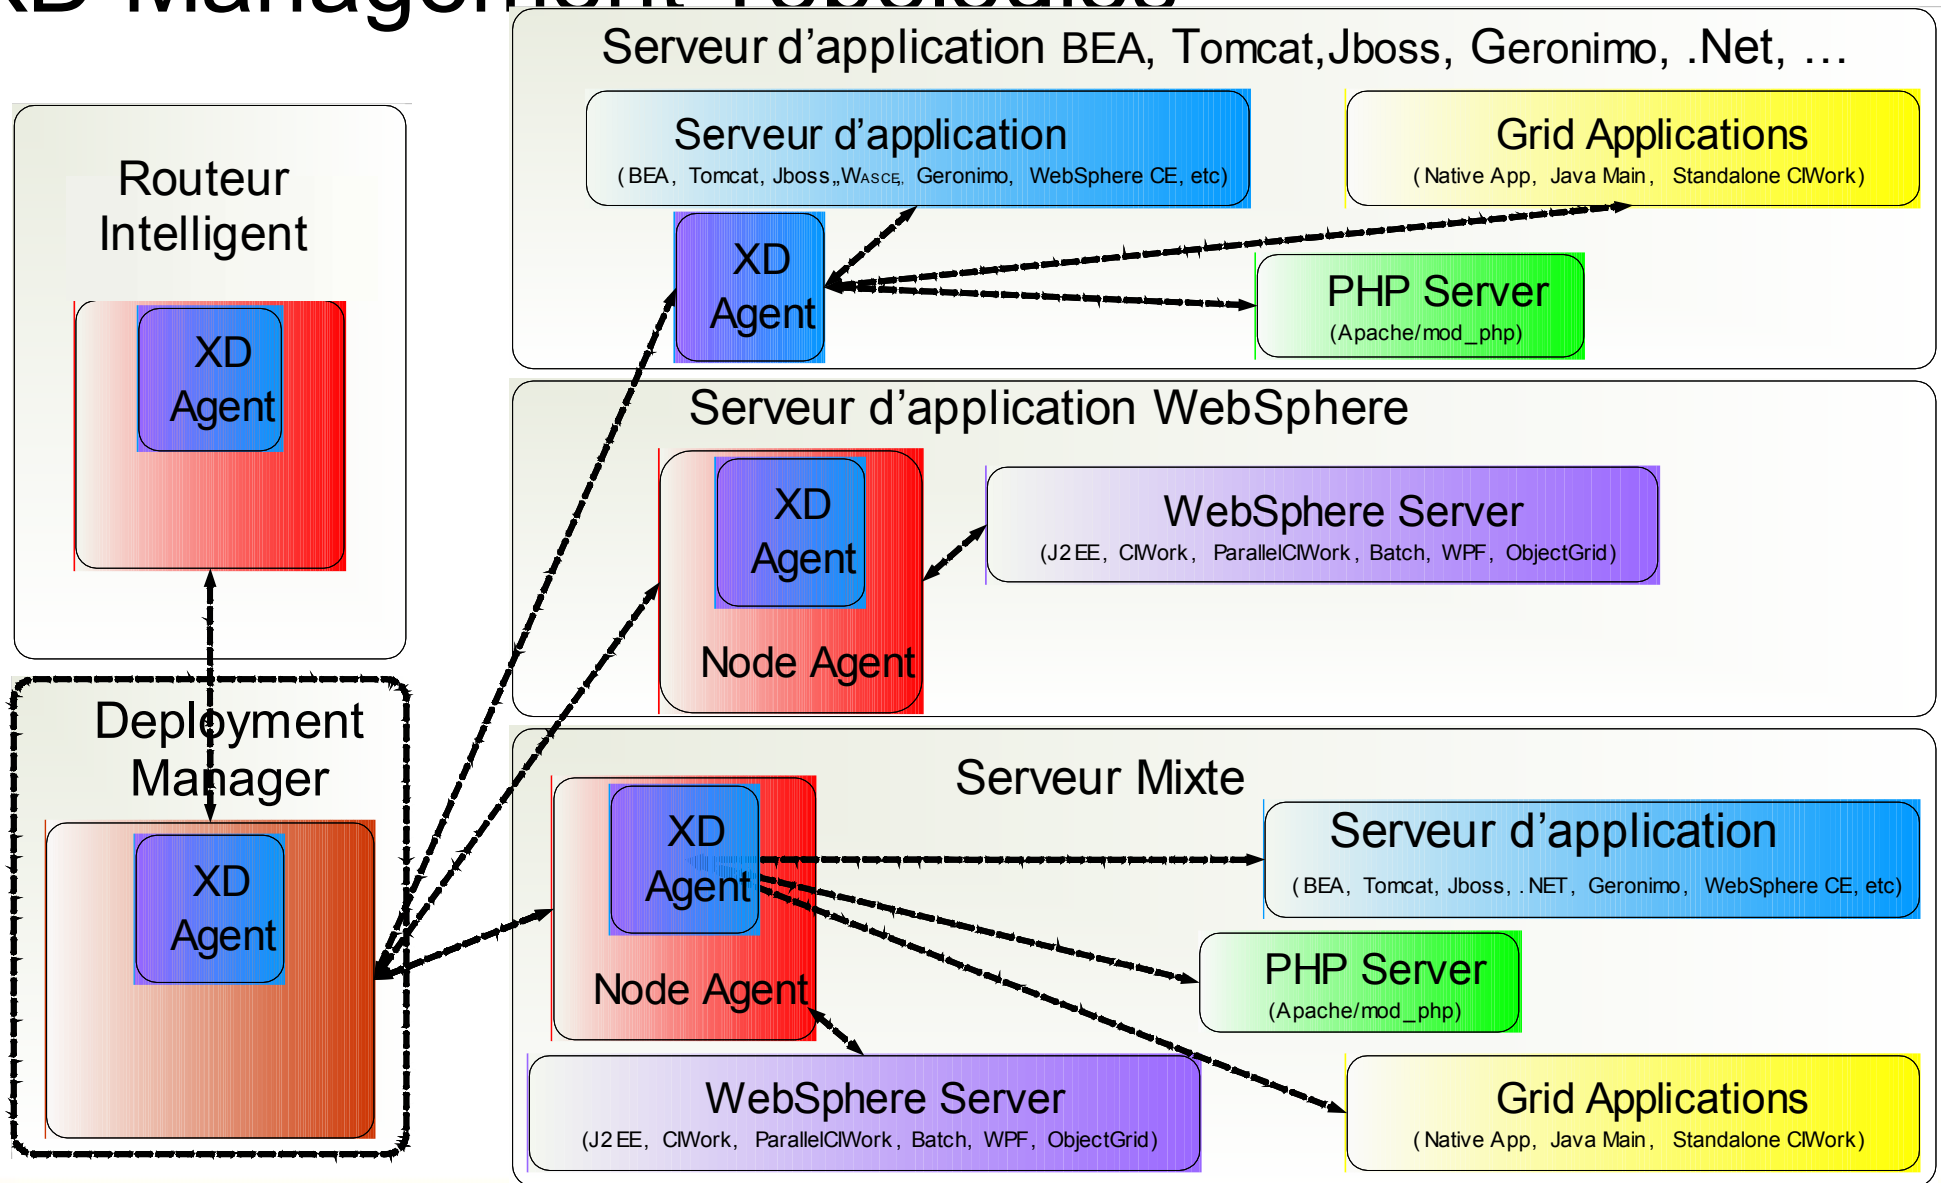 XD Management Topologies
Serveur d’application BEA, Tomcat,Jboss, Geronimo, .Net, …
Serveur d’application
(BEA, Tomcat, Jboss,,WASCE,, Geronimo, WebSphere CE, etc)
Grid Applications
(Native App, Java Main, Standalone CIWork)
XD
Agent
PHP Server
(Apache/mod_php)
Routeur
Intelligent
XD
Agent
Serveur d’application WebSphere
XD
Agent
Node Agent
WebSphere Server
(J2EE, CIWork, ParallelCIWork, Batch, WPF, ObjectGrid)
Deployment
Manager
XD
Agent
Serveur Mixte
XD
Agent
Node Agent
Serveur d’application
(BEA, Tomcat, Jboss, .NET, Geronimo, WebSphere CE, etc)
PHP Server
(Apache/mod_php)
WebSphere Server
(J2EE, CIWork, ParallelCIWork, Batch, WPF, ObjectGrid)
Grid Applications
(Native App, Java Main, Standalone CIWork)